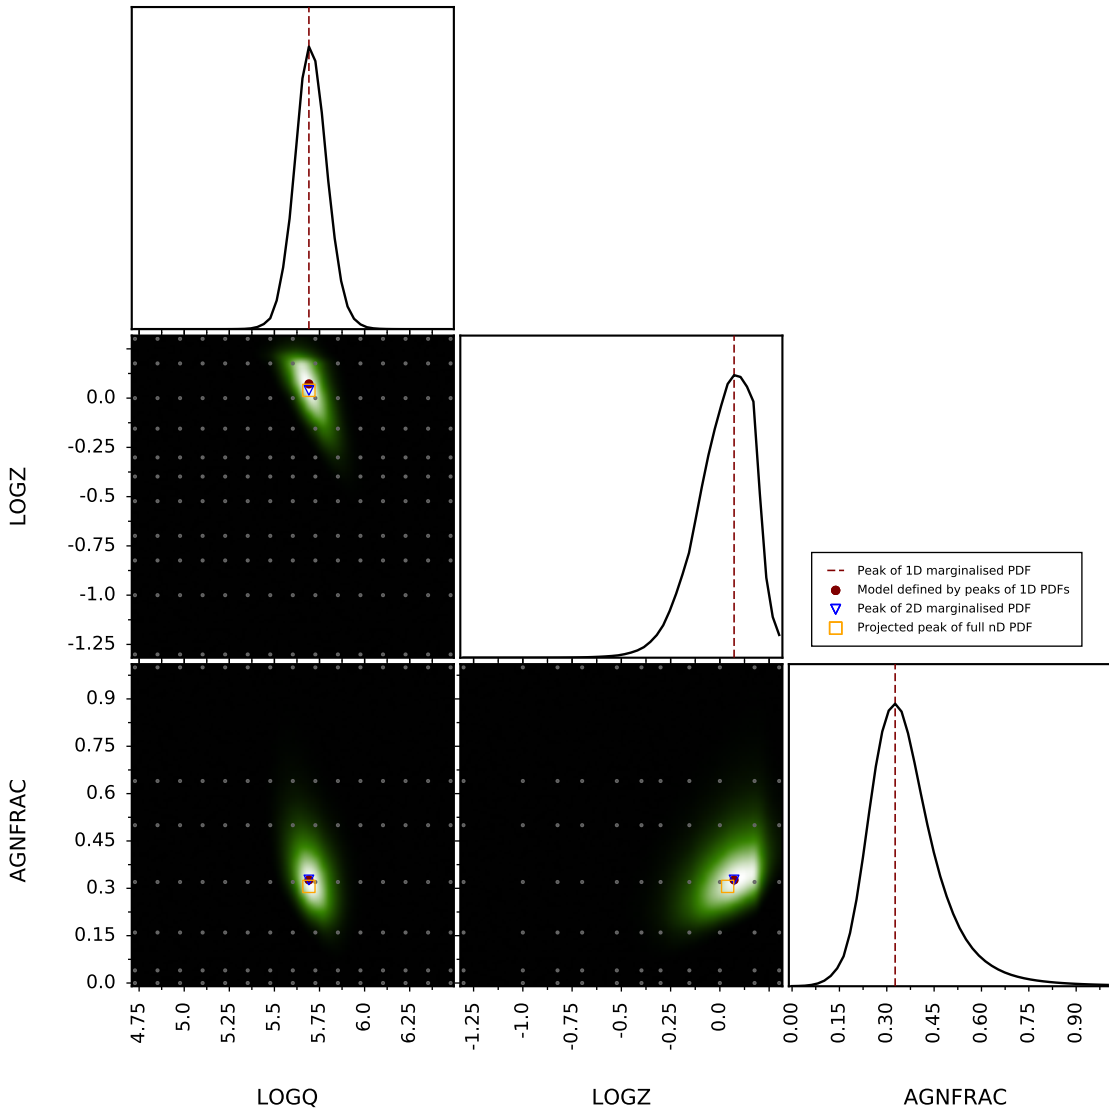 LOGZ
0.0
-0.25
-0.5
-0.75
-1.0
-1.25
Peak of 1D marginalised PDF
Model defined by peaks of 1D PDFs
Peak of 2D marginalised PDF
Projected peak of full nD PDF
AGNFRAC
0.9
0.75
0.6
0.45
0.3
0.15
0.0
4.75 5.0 5.25 5.5 5.75 6.0 6.25
-1.25 -1.0 -0.75 -0.5 -0.25 0.0
0.00 0.15 0.30 0.45 0.60 0.75 0.90
LOGQ LOGZ AGNFRAC